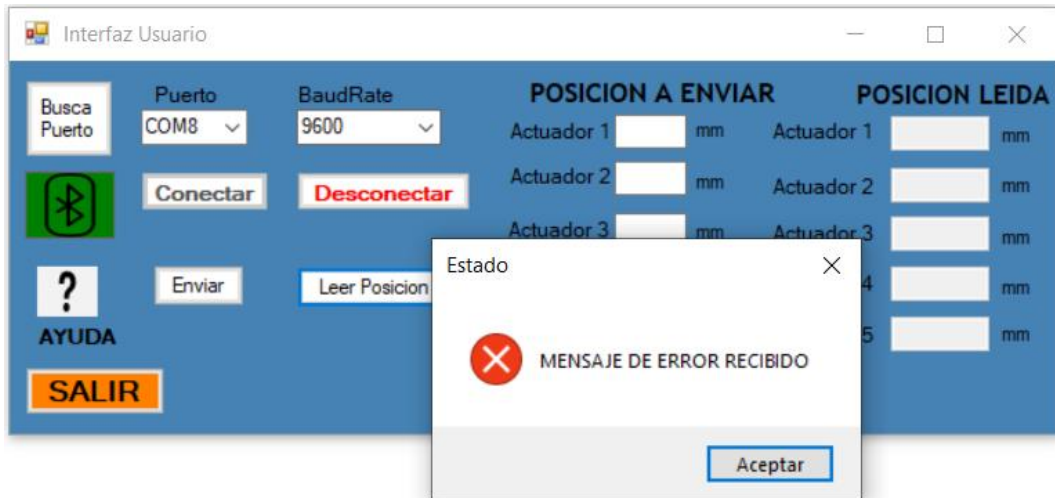 Interfaz Usuario
Busca
Puerto
Puerto
COM8
BaudRate
9600
Conectar
Desconectar
?
AYUDA
Enviar
Leer Posicion
SALIR
POSICION A ENVIAR
Actuador 1 mm
Actuador 2 mm
Actuador 3 mm
POSICION LEIDA
Actuador 1 mm
Actuador 2 mm
Actuador 3 mm
4 mm
5 mm
Estado
MENSAJE DE ERROR RECIBIDO
Aceptar